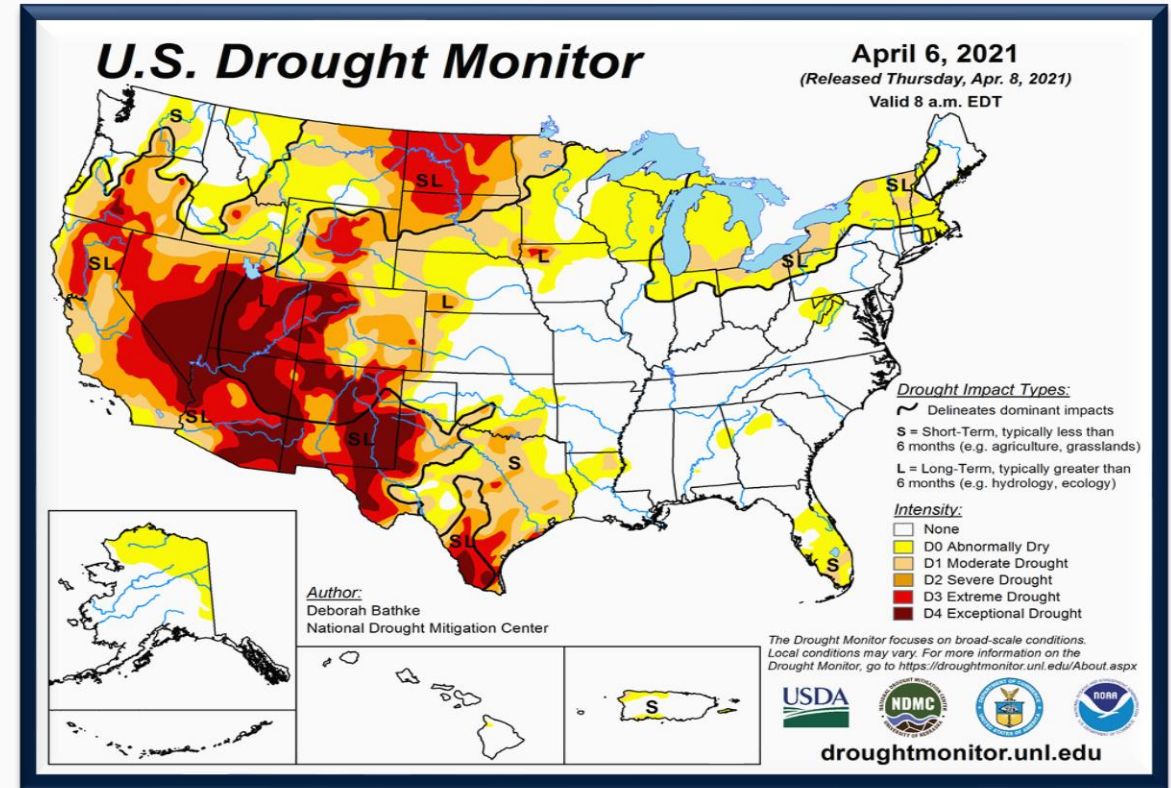 U.S. Drought Monitor
April 6, 2021
(Released Thursday, Apr. 8, 2021)
Valid 8 a.m. EDT
S
SL
SL
SL
SL
L
L
L
SL
SL
S
SL
S
Drought Impact Types:
Delineates dominant impacts
S = Short-Term, typically less than
6 months (e.g. agriculture, grasslands)
L = Long-Term, typically greater than
6 months (e.g. hydrology, ecology)
Intensity:
None
D0 Abnormally Dry
D1 Moderate Drought
D2 Severe Drought
D3 Extreme Drought
D4 Exceptional Drought
Author:
Deborah Bathke
National Drought Mitigation Center
S
The Drought Monitor focuses on broad-scale conditions.
Local conditions may vary. For more information on the
Drought Monitor, go to https://droughtmonitor.unl.edu/About.aspx
USDA
NDMC
NOAA
droughtmonitor.unl.edu